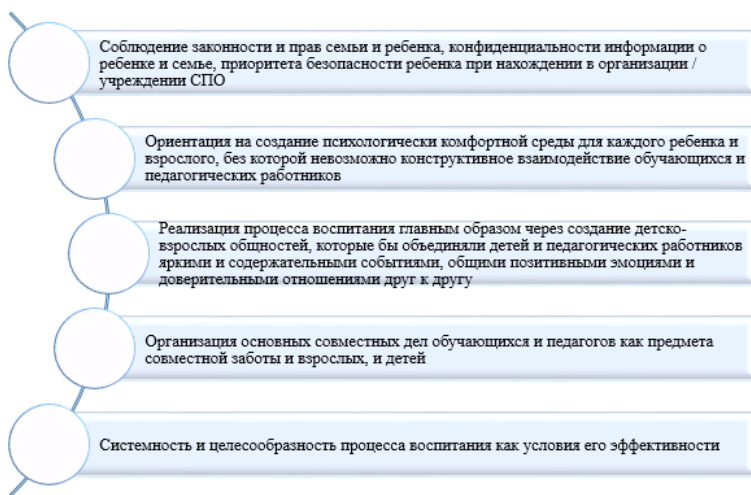 Соблюдение законности и прав семьи и ребенка, конфиденциальности информации о
ребенке и семье, приоритета безопасности ребенка при нахождении в организации /
учреждении СПО
Ориентация на создание психологически комфортной среды для каждого ребенка и
взрослого, без которой невозможно конструктивное взаимодействие обучающихся и
педагогических работников
Реализация процесса воспитания главным образом через создание детско-
взрослых общностей, которые бы объединяли детей и педагогических работников
яркими и содержательными событиями, общими позитивными эмоциями и
доверительными отношениями друг к другу
Организация основных совместных дел обучающихся и педагогов как предмета
совместной заботы и взрослых, и детей
Системность и целесообразность процесса воспитания как условия его эффективности